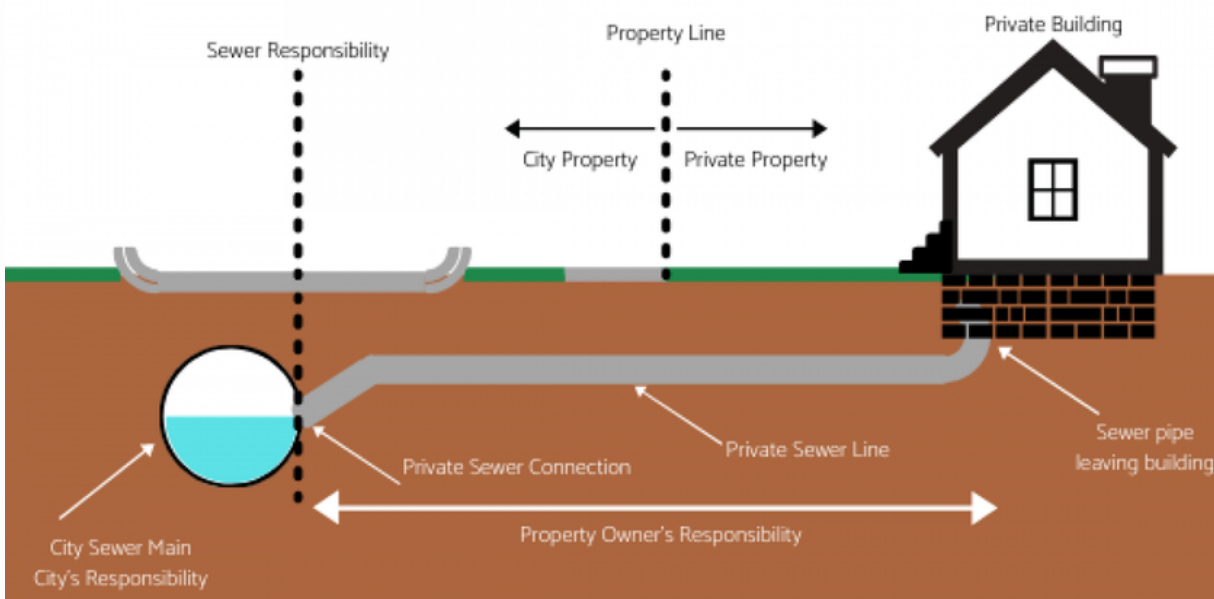 Private Building
Property Line
Sewer Responsibility
City Property
Private Property
Sewer pipe
leaving building
Private Sewer Line
Private Sewer Connection
Property Owner's Responsibility
City Sewer Main
City's Responsibility